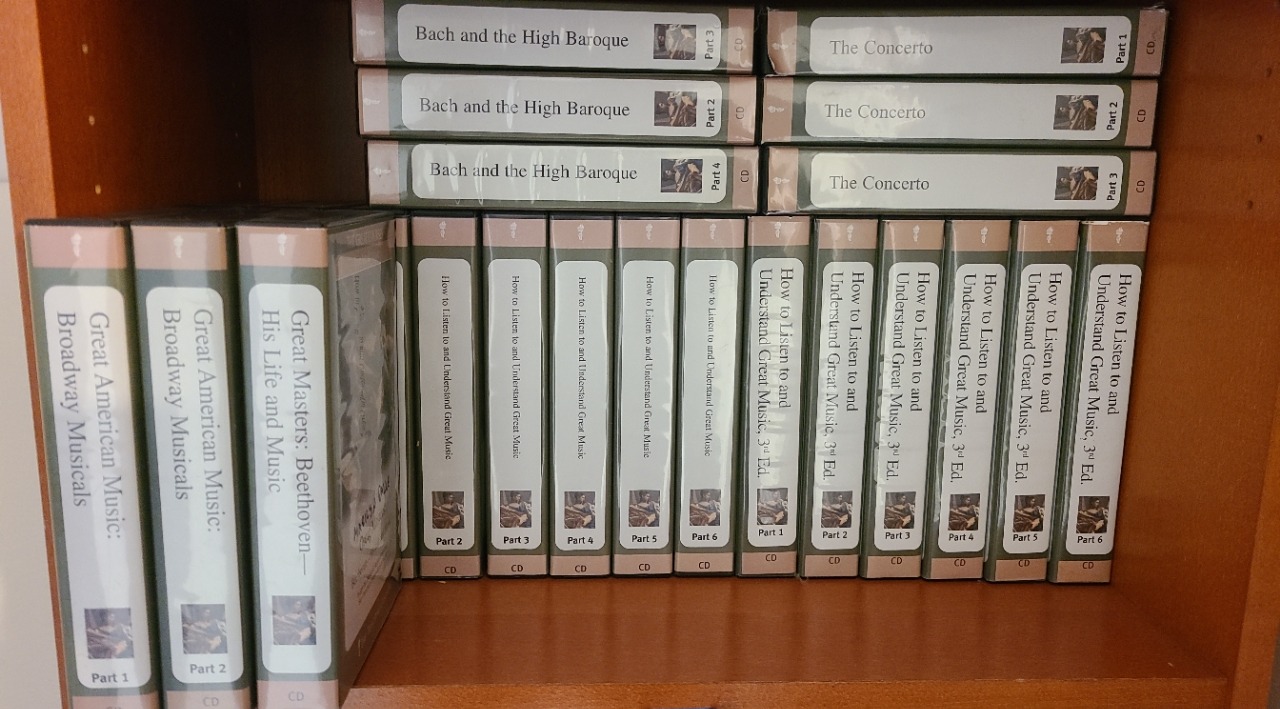 Bach and the High Baroque
Part 3
CD
The Concerto
Part 1
CD
Bach and the High Baroque
Part 2
CD
The Concerto
Part 2
CD
Bach and the High Baroque
Part 4
CD
The Concerto
Part 3
CD
Great American Music:
Broadway Musicals
Part 1
Great American Music:
Broadway Musicals
Part 2
CD
Great Masters: Beethoven—
His Life and Music
CD
How to Listen to and Understand Great Music
Part 2
CD
How to Listen to and Understand Great Music
Part 3
CD
How to Listen to and Understand Great Music
Part 4
CD
How to Listen to and Understand Great Music
Part 5
CD
How to Listen to and Understand Great Music
Part 6
CD
How to Listen to and
Understand Great Music, 3rd Ed.
Part 1
CD
How to Listen to and
Understand Great Music, 3rd Ed.
Part 2
CD
How to Listen to and
Understand Great Music, 3rd Ed.
Part 3
CD
How to Listen to and
Understand Great Music, 3rd Ed.
Part 4
CD
How to Listen to and
Understand Great Music, 3rd Ed.
Part 5
CD
How to Listen to and
Understand Great Music, 3rd Ed.
Part 6
CD